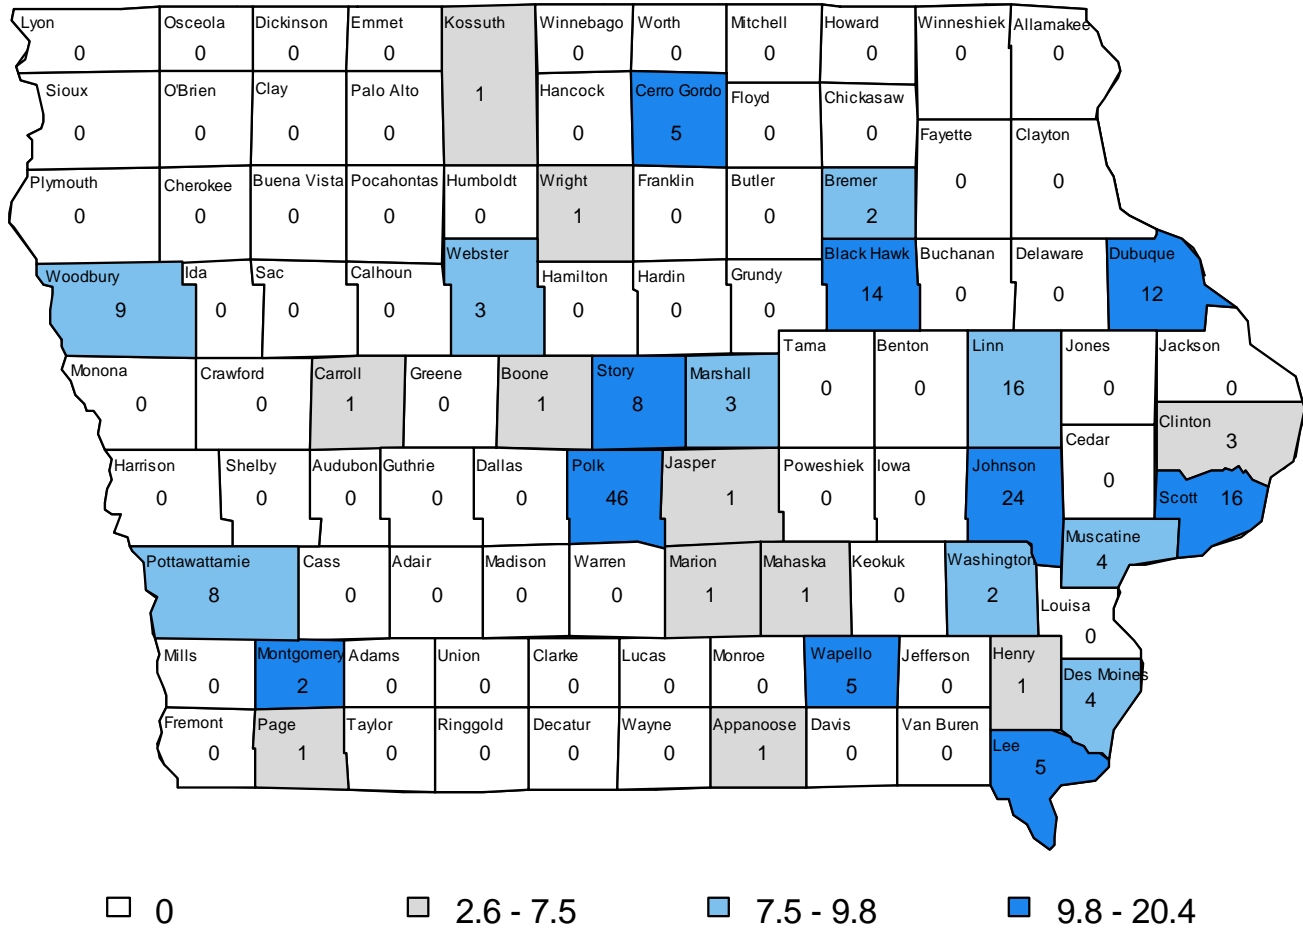 Lyon Osceola Dickinson Emmet Kossuth Winnebago Worth Mitchell Howard Winneshiek Allamakee
0 0 0 0 0 0 0 0 0 0
Sioux O'Brien Clay Palo Alto 1 Hancock Cerro Gordo Floyd Chickasaw
0 0 0 0 0 5 0 0
Fayette Clayton
0 0
Plymouth Cherokee Buena Vista Pocahontas Humboldt Wright Franklin Butler Bremer
0 0 0 0 0 1 0 0 2
Woodbury Ida Sac Calhoun Webster Hamilton Hardin Grundy Black Hawk Buchanan Delaware Dubuque
9 0 0 0 3 0 0 0 14 0 0 12
Tama Benton Linn Jones Jackson
0 0 16 0 0
Monona Crawford Carroll Greene Boone Story Marshall
0 0 1 0 1 8 3
Clinton
3
Cedar
0
Harrison Shelby Audubon Guthrie Dallas Polk Jasper Poweshiek Iowa Johnson Scott 16
0 0 0 0 0 46 1 0 0 24
Muscatine
4
Pottawattamie Cass Adair Madison Warren Marion Mahaska Keokuk Washington
8 0 0 0 0 1 1 0 2
Louisa
0
Mills Montgomery Adams Union Clarke Lucas Monroe Wapello Jefferson Henry Des Moines
0 2 0 0 0 0 0 5 0 1 4
Fremont Page Taylor Ringgold Decatur Wayne Appanoose Davis Van Buren Lee
0 1 0 0 0 0 1 0 0 5
0 2.6 - 7.5 7.5 - 9.8 9.8 - 20.4